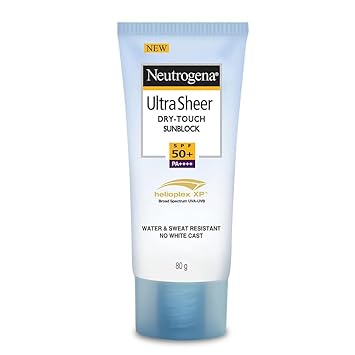 NEW
Neutrogena®
Ultra Sheer
DRY-TOUCH
SUNBLOCK
SPF
50+
PA++++
helioplex XP™
Broad Spectrum UVA-UVB
WATER & SWEAT RESISTANT
NO WHITE CAST
80 g